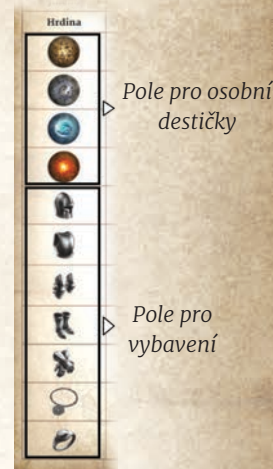 Hrdina
Pole pro osobní
destičky
Pole pro
vybavení